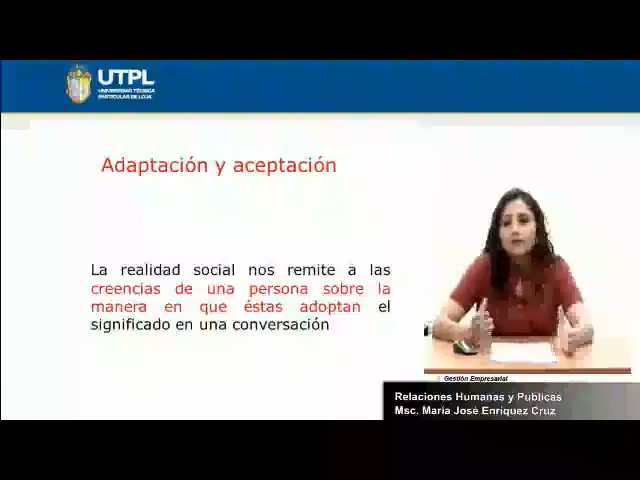 UTPL
UNIVERSIDAD TÉCNICA
PARTICULAR DE LOJA
Adaptación y aceptación
La realidad social nos remite a las
creencias de una persona sobre la
manera en que éstas adoptan el
significado en una conversación
Gestión Empresarial
Relaciones Humanas y Publicas
Msc. María José Enríquez Cruz